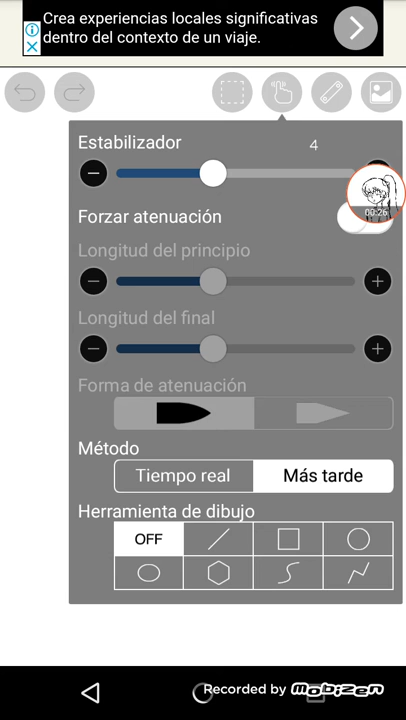 Crea experiencias locales significativas
dentro del contexto de un viaje.
Estabilizador 4
00:26
Forzar atenuación
Longitud del principio
Longitud del final
Forma de atenuación
Método
Tiempo real Más tarde
Herramienta de dibujo
OFF
Recorded by Mobizen